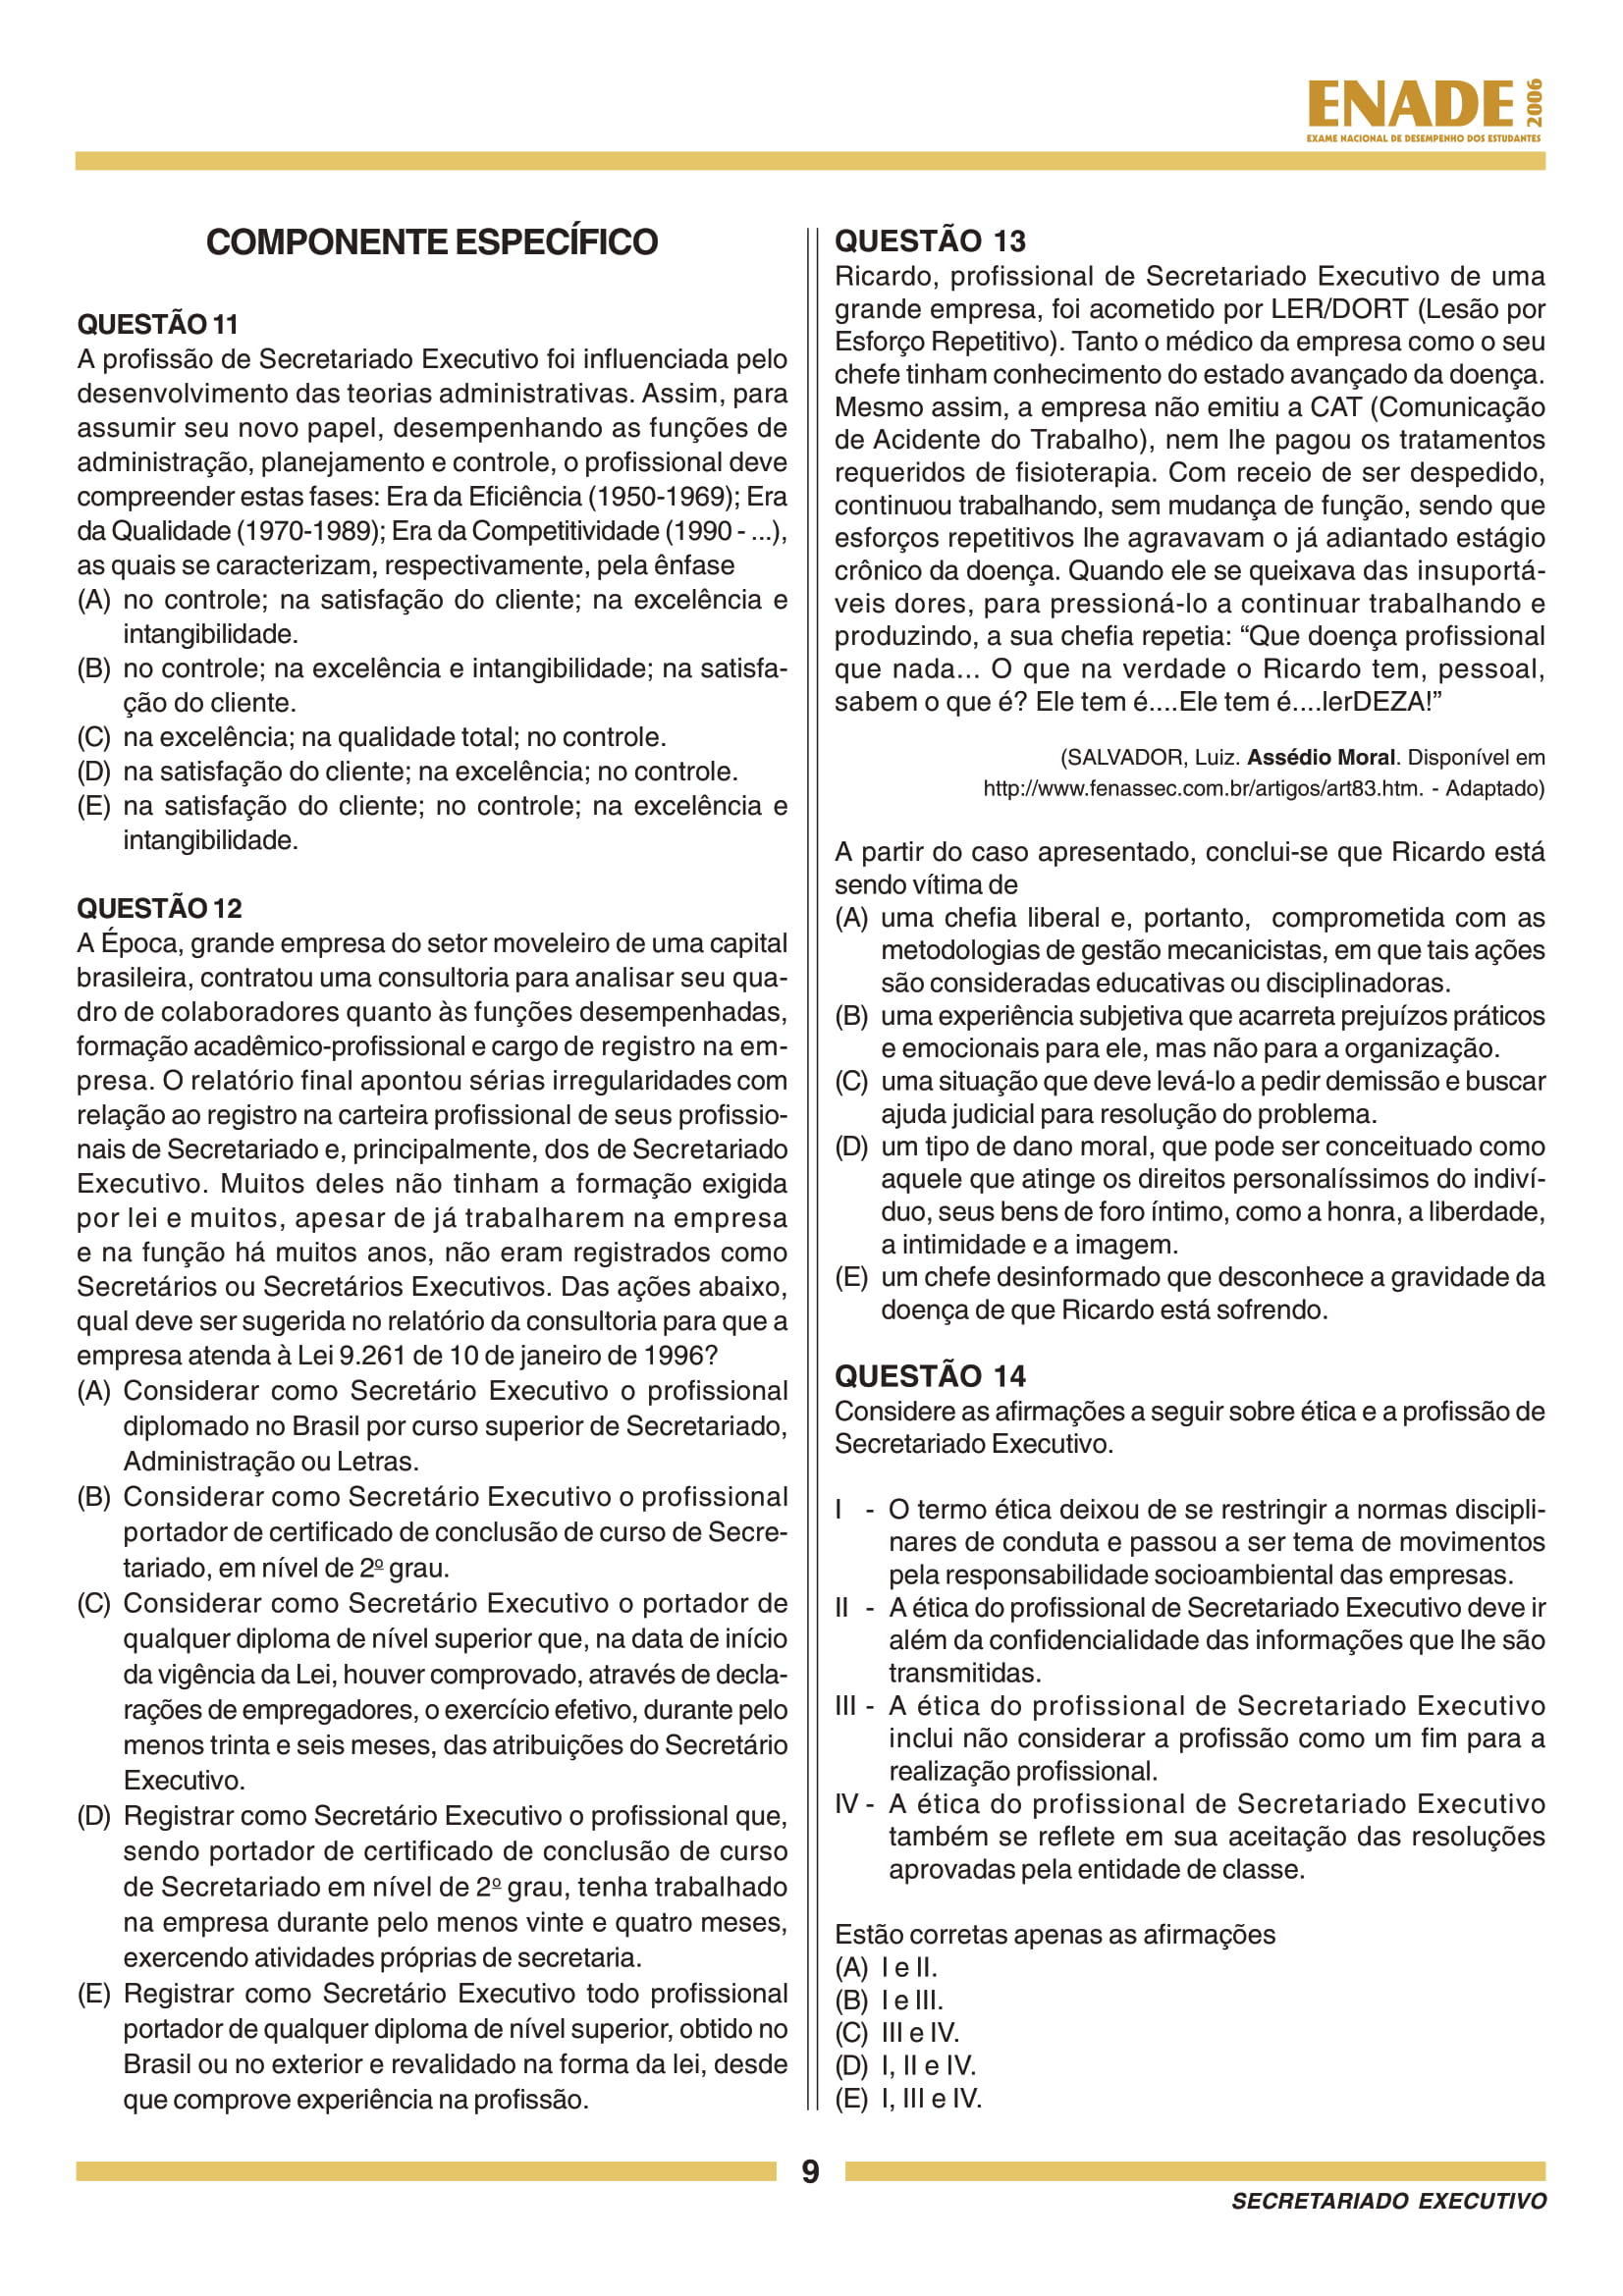 ENADE 2006
EXAME NACIONAL DE DESEMPENHO DOS ESTUDANTES
COMPONENTE ESPECÍFICO
QUESTÃO 11
A profissão de Secretariado Executivo foi influenciada pelo
desenvolvimento das teorias administrativas. Assim, para
assumir seu novo papel, desempenhando as funções de
administração, planejamento e controle, o profissional deve
compreender estas fases: Era da Eficiência (1950-1969); Era
da Qualidade (1970-1989); Era da Competitividade (1990 - ...),
as quais se caracterizam, respectivamente, pela ênfase
(A) no controle; na satisfação do cliente; na excelência e
intangibilidade.
(B) no controle; na excelência e intangibilidade; na satisfa-
ção do cliente.
(C) na excelência; na qualidade total; no controle.
(D) na satisfação do cliente; na excelência; no controle.
(E) na satisfação do cliente; no controle; na excelência e
intangibilidade.
QUESTÃO 12
A Época, grande empresa do setor moveleiro de uma capital
brasileira, contratou uma consultoria para analisar seu qua-
dro de colaboradores quanto às funções desempenhadas,
formação acadêmico-profissional e cargo de registro na em-
presa. O relatório final apontou sérias irregularidades com
relação ao registro na carteira profissional de seus profissio-
nais de Secretariado e, principalmente, dos de Secretariado
Executivo. Muitos deles não tinham a formação exigida
por lei e muitos, apesar de já trabalharem na empresa
e na função há muitos anos, não eram registrados como
Secretários ou Secretários Executivos. Das ações abaixo,
qual deve ser sugerida no relatório da consultoria para que a
empresa atenda à Lei 9.261 de 10 de janeiro de 1996?
(A) Considerar como Secretário Executivo o profissional
diplomado no Brasil por curso superior de Secretariado,
Administração ou Letras.
(B) Considerar como Secretário Executivo o profissional
portador de certificado de conclusão de curso de Secre-
tariado, em nível de 2º grau.
(C) Considerar como Secretário Executivo o portador de
qualquer diploma de nível superior que, na data de início
da vigência da Lei, houver comprovado, através de decla-
rações de empregadores, o exercício efetivo, durante pelo
menos trinta e seis meses, das atribuições do Secretário
Executivo.
(D) Registrar como Secretário Executivo o profissional que,
sendo portador de certificado de conclusão de curso
de Secretariado em nível de 2º grau, tenha trabalhado
na empresa durante pelo menos vinte e quatro meses,
exercendo atividades próprias de secretaria.
(E) Registrar como Secretário Executivo todo profissional
portador de qualquer diploma de nível superior, obtido no
Brasil ou no exterior e revalidado na forma da lei, desde
que comprove experiência na profissão.
QUESTÃO 13
Ricardo, profissional de Secretariado Executivo de uma
grande empresa, foi acometido por LER/DORT (Lesão por
Esforço Repetitivo). Tanto o médico da empresa como o seu
chefe tinham conhecimento do estado avançado da doença.
Mesmo assim, a empresa não emitiu a CAT (Comunicação
de Acidente do Trabalho), nem lhe pagou os tratamentos
requeridos de fisioterapia. Com receio de ser despedido,
continuou trabalhando, sem mudança de função, sendo que
esforços repetitivos lhe agravavam o já adiantado estágio
crônico da doença. Quando ele se queixava das insuportá-
veis dores, para pressioná-lo a continuar trabalhando e
produzindo, a sua chefia repetia: “Que doença profissional
que nada... O que na verdade o Ricardo tem, pessoal,
sabem o que é? Ele tem é....Ele tem é....lerDEZA!”
(SALVADOR, Luiz. Assédio Moral. Disponível em
http://www.fenassec.com.br/artigos/art83.htm. - Adaptado)
A partir do caso apresentado, conclui-se que Ricardo está
sendo vítima de
(A) uma chefia liberal e, portanto, comprometida com as
metodologias de gestão mecanicistas, em que tais ações
são consideradas educativas ou disciplinadoras.
(B) uma experiência subjetiva que acarreta prejuízos práticos
e emocionais para ele, mas não para a organização.
(C) uma situação que deve levá-lo a pedir demissão e buscar
ajuda judicial para resolução do problema.
(D) um tipo de dano moral, que pode ser conceituado como
aquele que atinge os direitos personalíssimos do indiví-
duo, seus bens de foro íntimo, como a honra, a liberdade,
a intimidade e a imagem.
(E) um chefe desinformado que desconhece a gravidade da
doença de que Ricardo está sofrendo.
QUESTÃO 14
Considere as afirmações a seguir sobre ética e a profissão de
Secretariado Executivo.
I - O termo ética deixou de se restringir a normas discipli-
nares de conduta e passou a ser tema de movimentos
pela responsabilidade socioambiental das empresas.
II - A ética do profissional de Secretariado Executivo deve ir
além da confidencialidade das informações que lhe são
transmitidas.
III - A ética do profissional de Secretariado Executivo
inclui não considerar a profissão como um fim para a
realização profissional.
IV - A ética do profissional de Secretariado Executivo
também se reflete em sua aceitação das resoluções
aprovadas pela entidade de classe.
Estão corretas apenas as afirmações
(A) I e II.
(B) I e III.
(C) III e IV.
(D) I, II e IV.
(E) I, III e IV.
9
SECRETARIADO EXECUTIVO